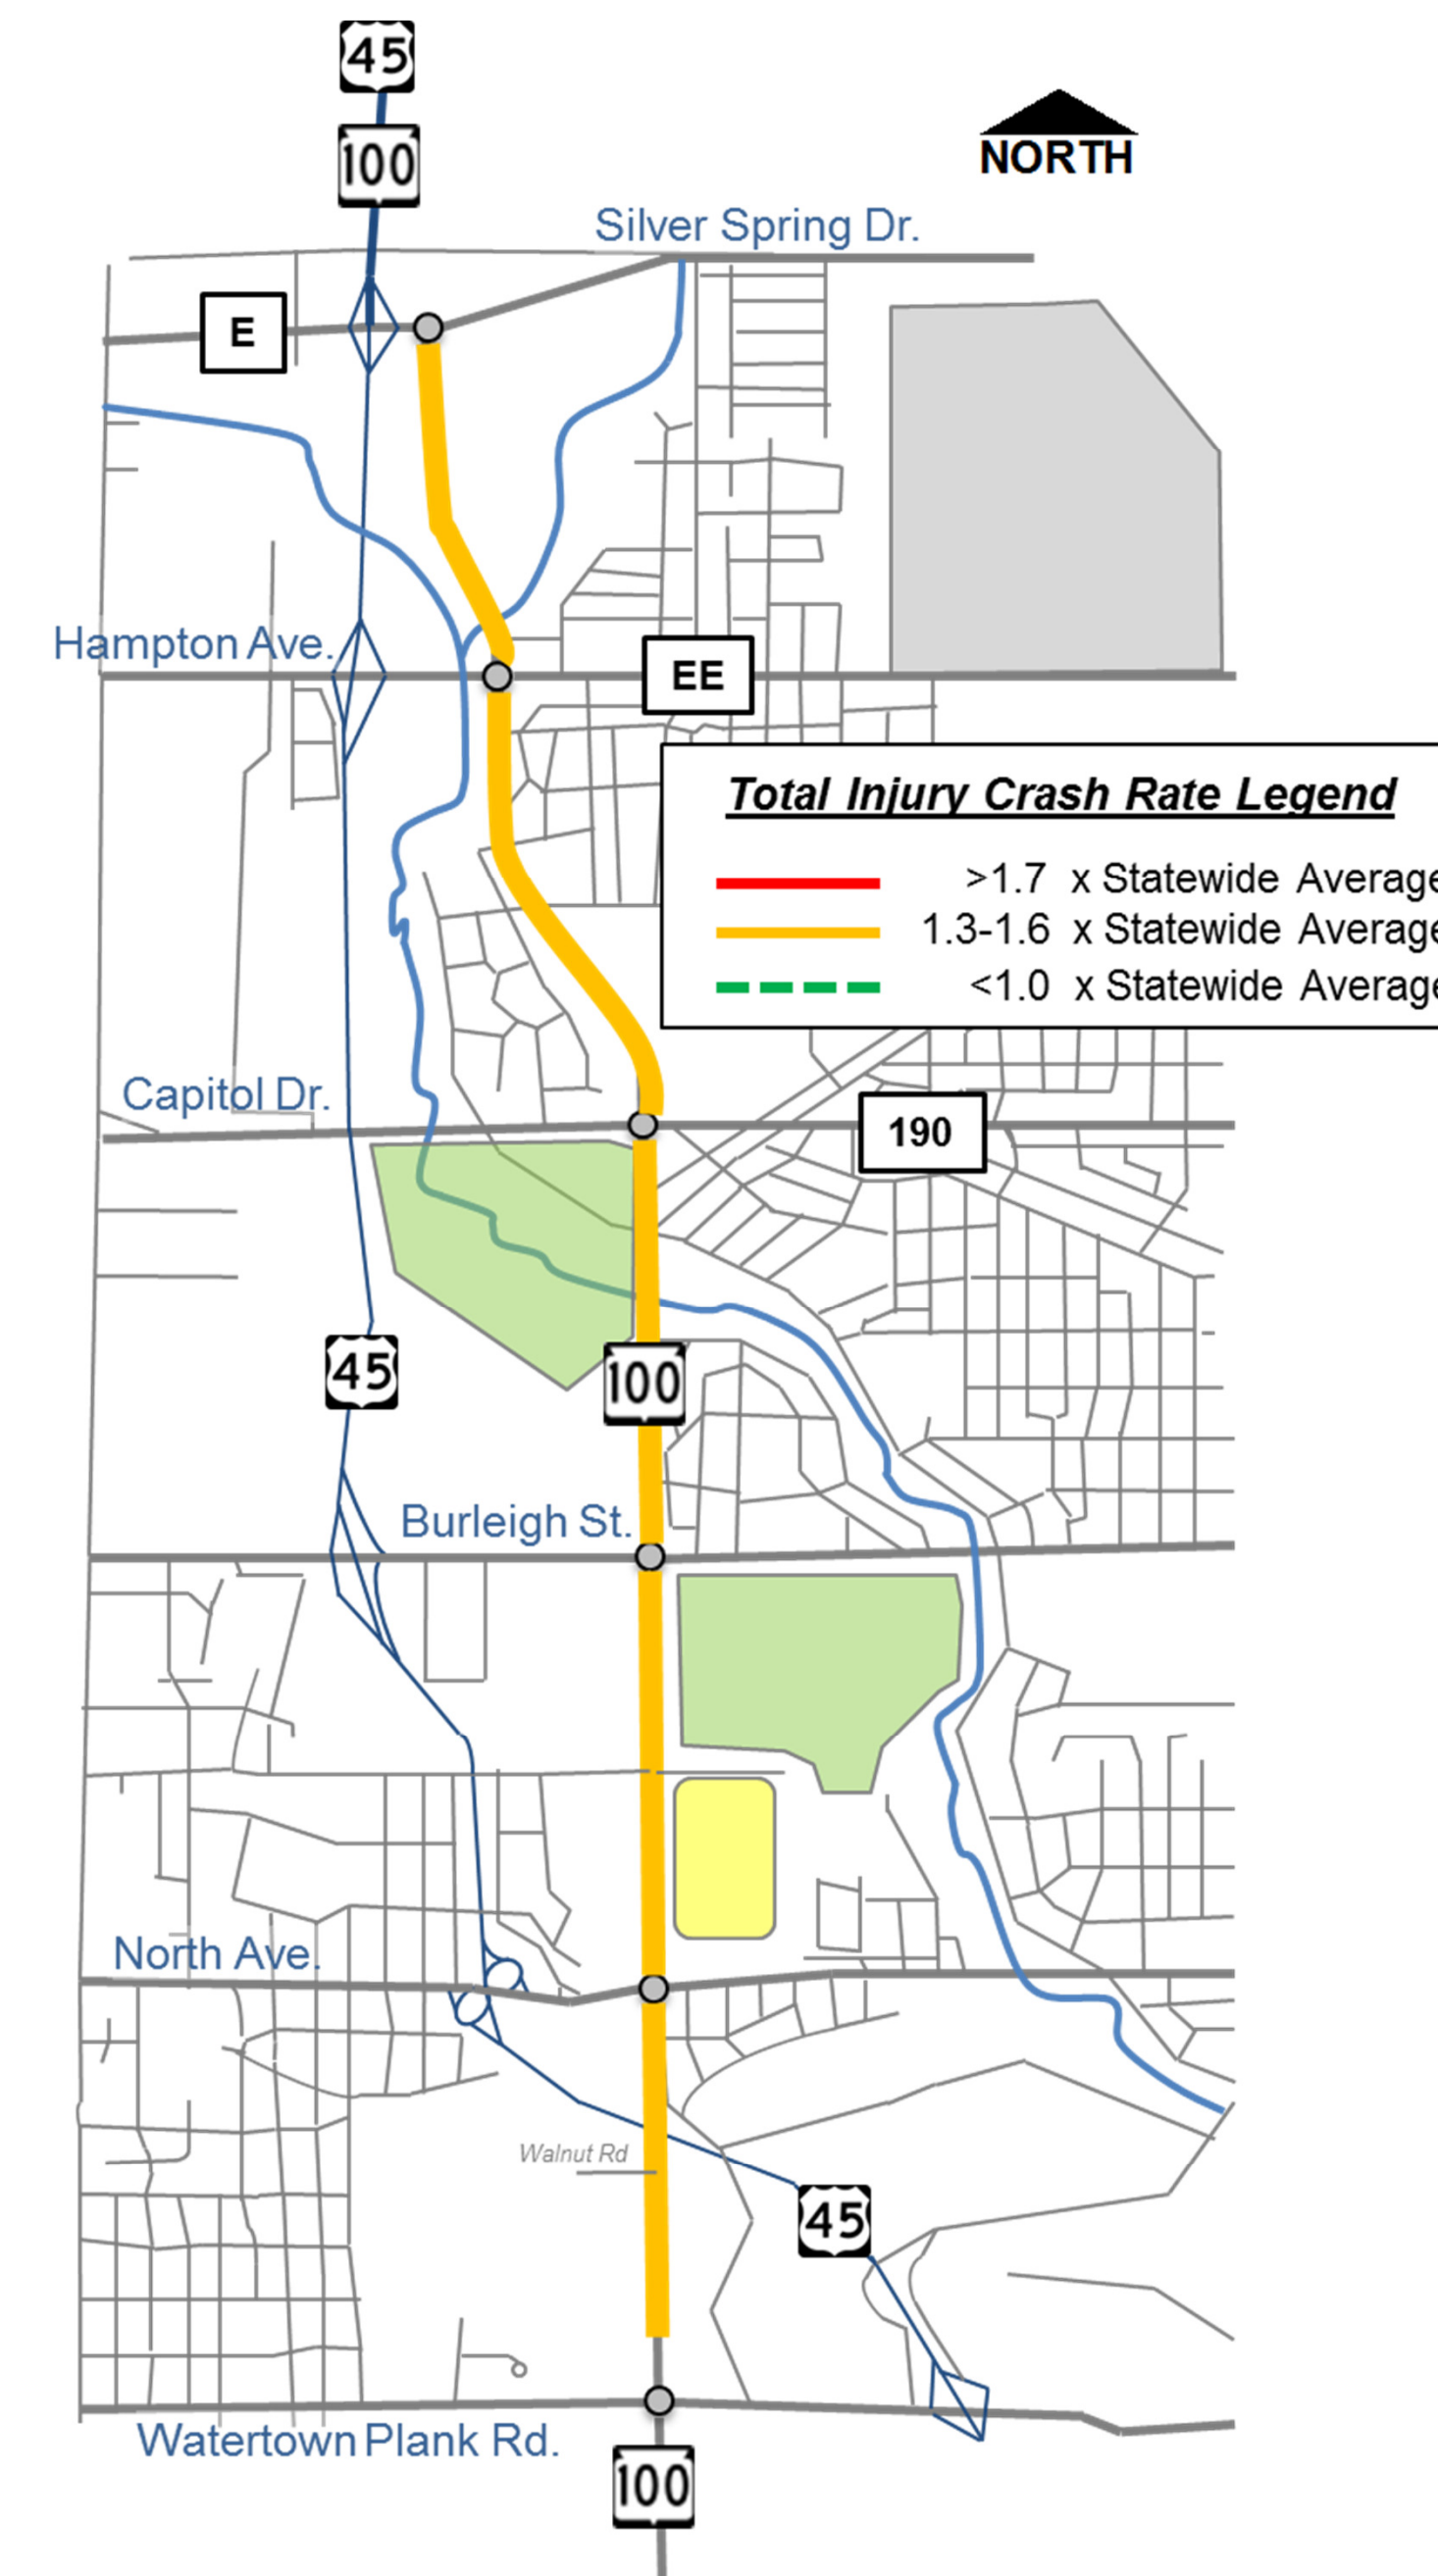 45
100
NORTH
Silver Spring Dr.
E
Hampton Ave.
EE
Total Injury Crash Rate Legend
>1.7 x Statewide Average
1.3-1.6 x Statewide Average
<1.0 x Statewide Average
Capitol Dr.
190
45
100
Burleigh St.
North Ave.
Walnut Rd
45
Watertown Plank Rd.
100